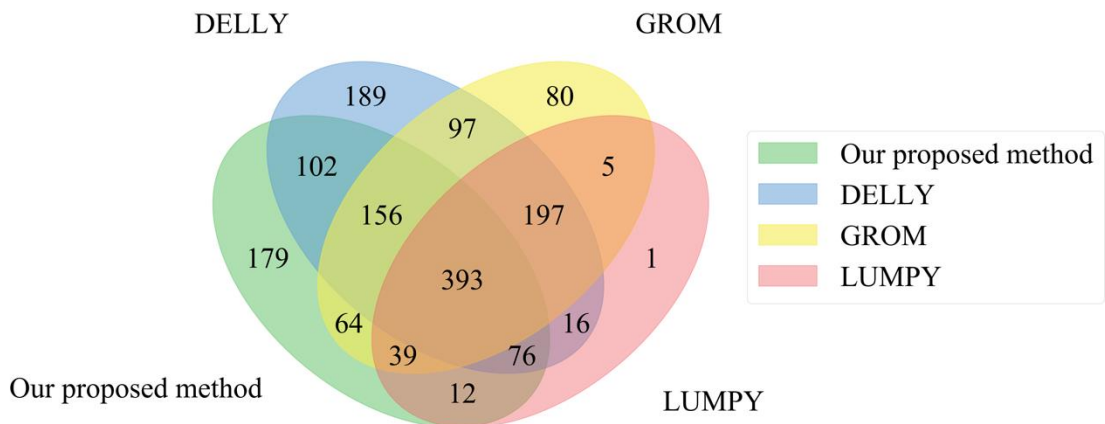 DELLY
GROM
189
80
97
102
5
156
197
179
393
1
64
16
39
76
12
Our proposed method
LUMPY
Our proposed method
DELLY
GROM
LUMPY